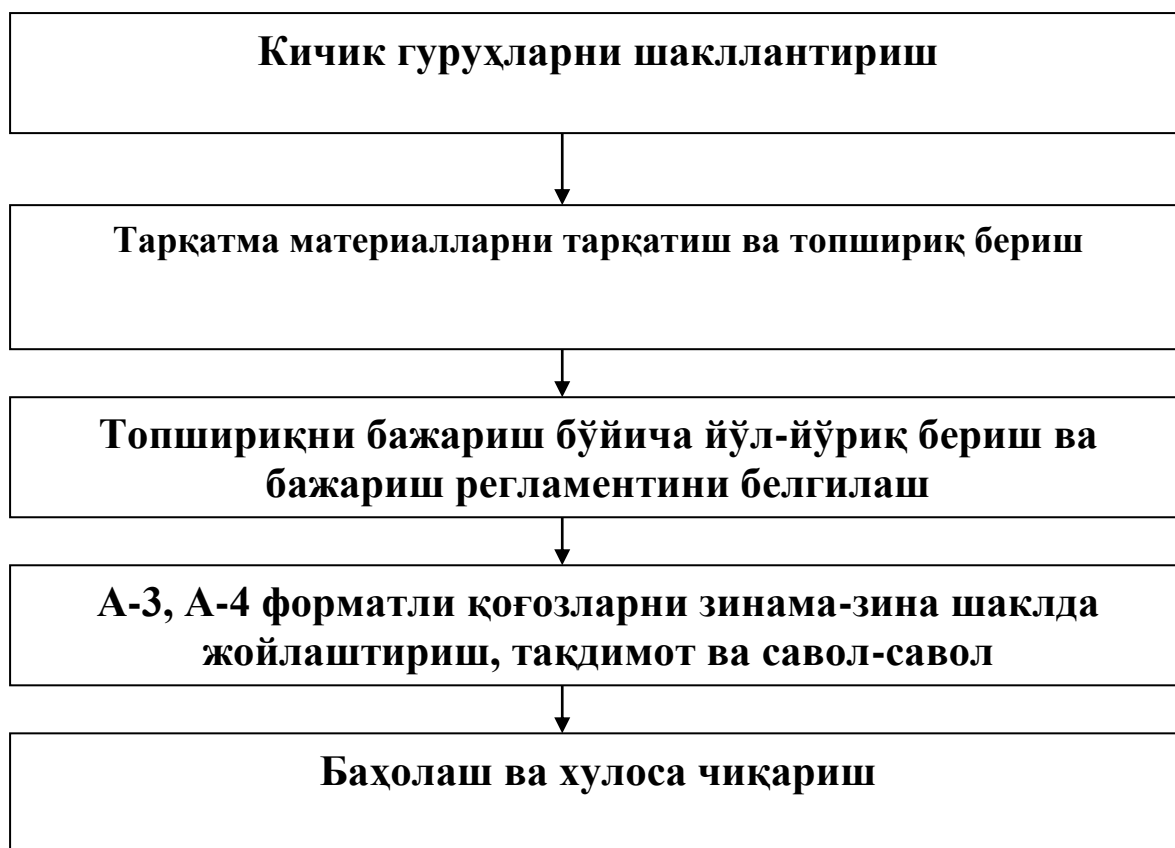 Кичик гуруҳларни шакллантириш
Тарқатма материалларни тарқатиш ва топшириқ бериш
Топшириқни бажариш бўйича йўл-йўриқ бериш ва
бажариш регламентини белгилаш
А-3, А-4 форматли қоғозларни зинама-зина шаклда
жойлаштириш, тақдимот ва савол-савол
Баҳолаш ва хулоса чиқариш